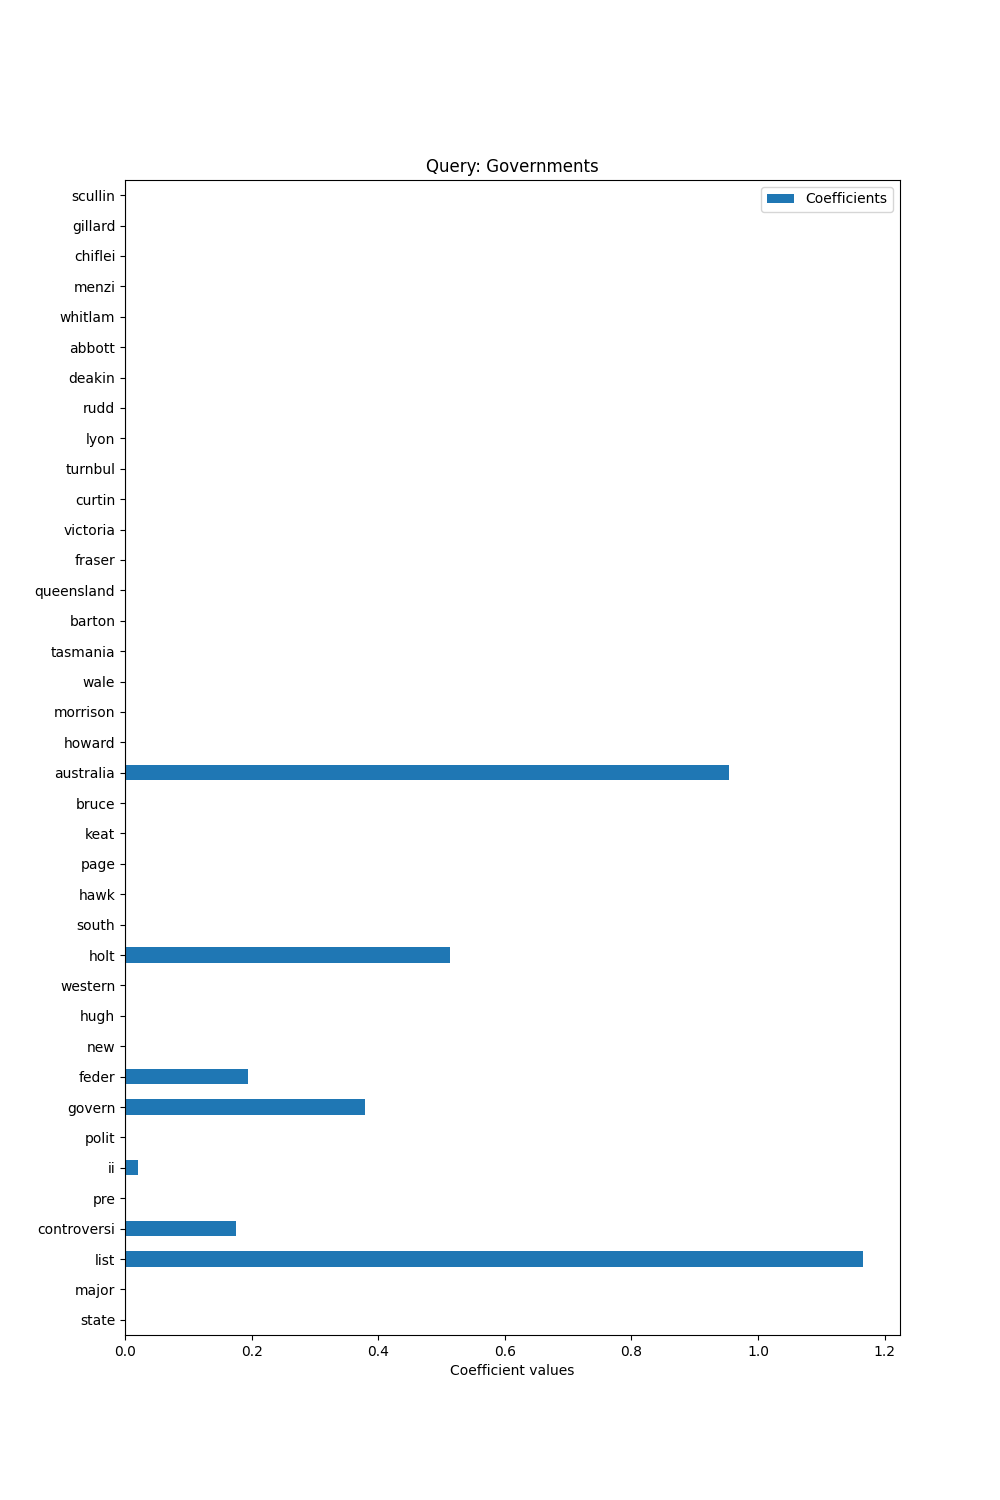 Query: Governments
Coefficients
scullin
gillard
chiflei
menzi
whitlam
abbott
deakin
rudd
lyon
turnbul
curtin
victoria
fraser
queensland
barton
tasmania
wale
morrison
howard
australia
bruce
keat
page
hawk
south
holt
western
hugh
new
feder
govern
polit
ii
pre
controversi
list
major
state
0.0 0.2 0.4 0.6 0.8 1.0 1.2
Coefficient values